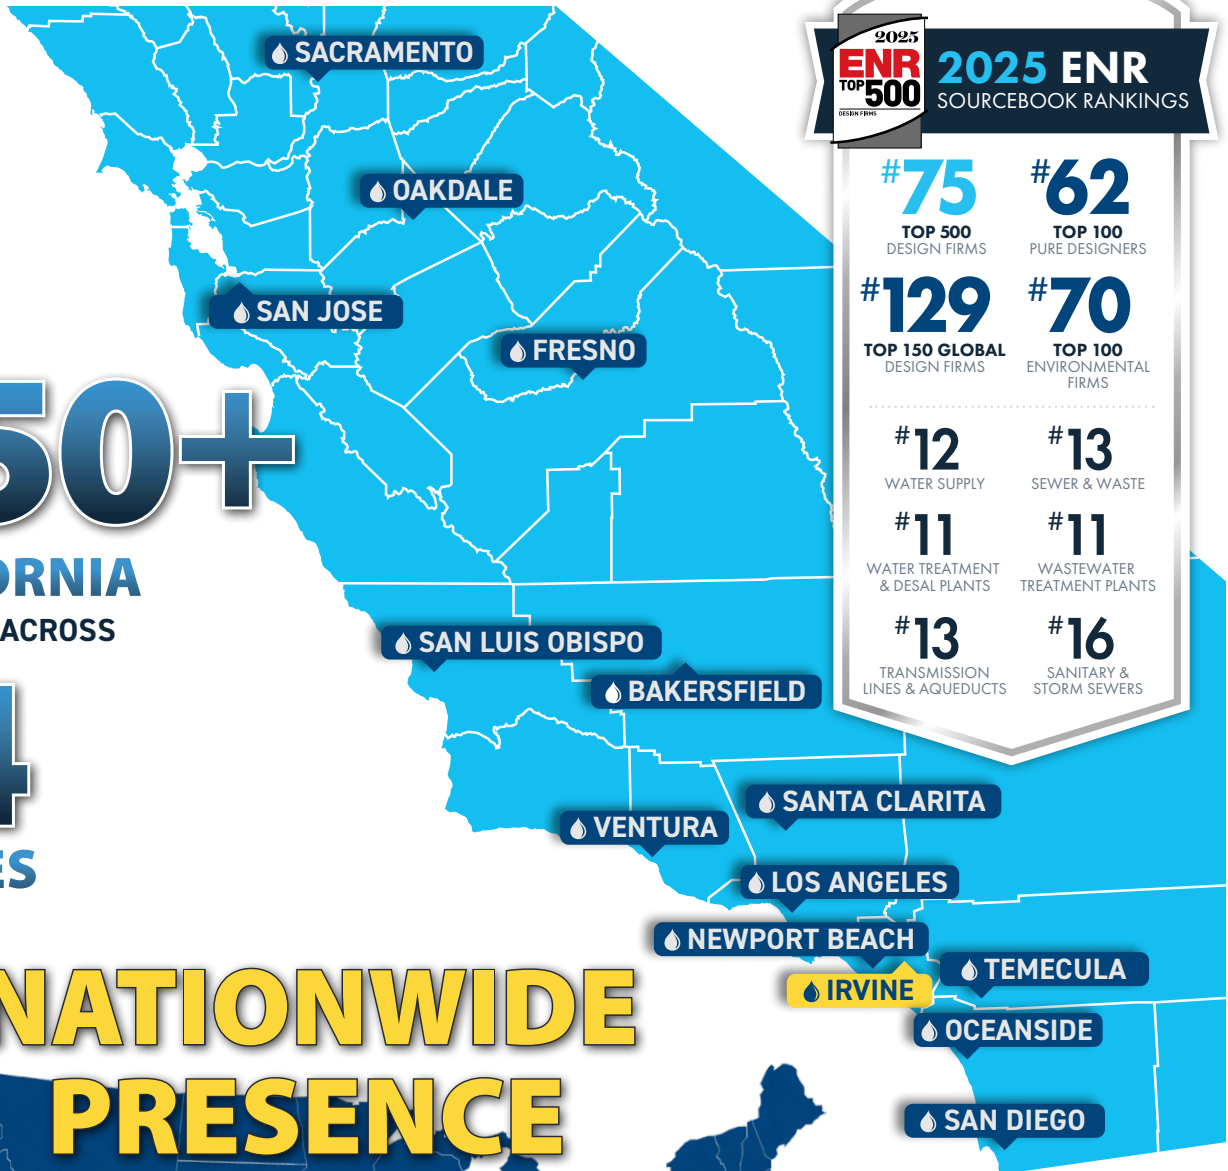 SACRAMENTO
OAKDALE
SAN JOSE
FRESNO
50+
ORNIA
ACROSS
SAN LUIS OBISPO
BAKERSFIELD
4
ES
SANTA CLARITA
VENTURA
LOS ANGELES
NEWPORT BEACH
IRVINE
TEMECULA
OCEANSIDE
SAN DIEGO
NATIONWIDE
PRESENCE
2025
ENR
TOP 500
DESIGN FIRMS
2025 ENR
SOURCEBOOK RANKINGS
#75
TOP 500
DESIGN FIRMS
#62
TOP 100
PURE DESIGNERS
#129
TOP 150 GLOBAL
DESIGN FIRMS
#70
TOP 100
ENVIRONMENTAL
FIRMS
#12
WATER SUPPLY
#13
SEWER & WASTE
#11
WATER TREATMENT
& DESAL PLANTS
#11
WASTEWATER
TREATMENT PLANTS
#13
TRANSMISSION
LINES & AQUEDUCTS
#16
SANITARY &
STORM SEWERS